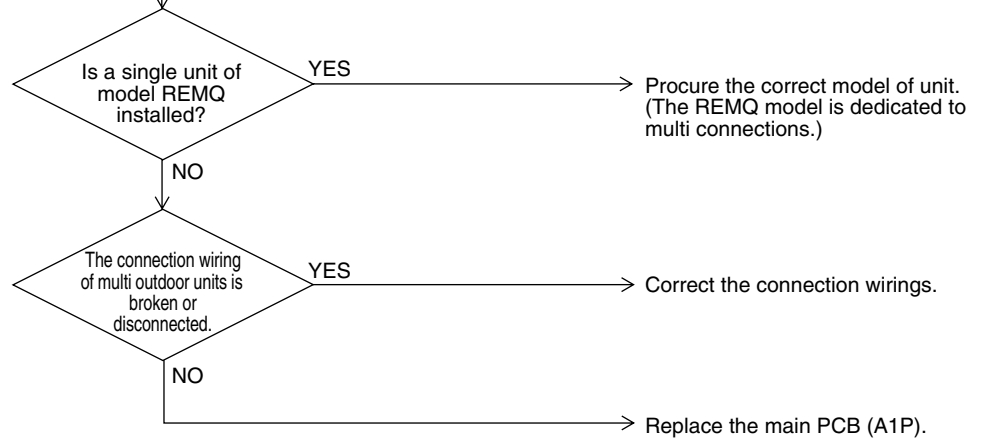 Is a single unit of
model REMQ
installed?
YES
Procure the correct model of unit.
(The REMQ model is dedicated to
multi connections.)
NO
The connection wiring
of multi outdoor units is
broken or
disconnected.
YES
Correct the connection wirings.
NO
Replace the main PCB (A1P).